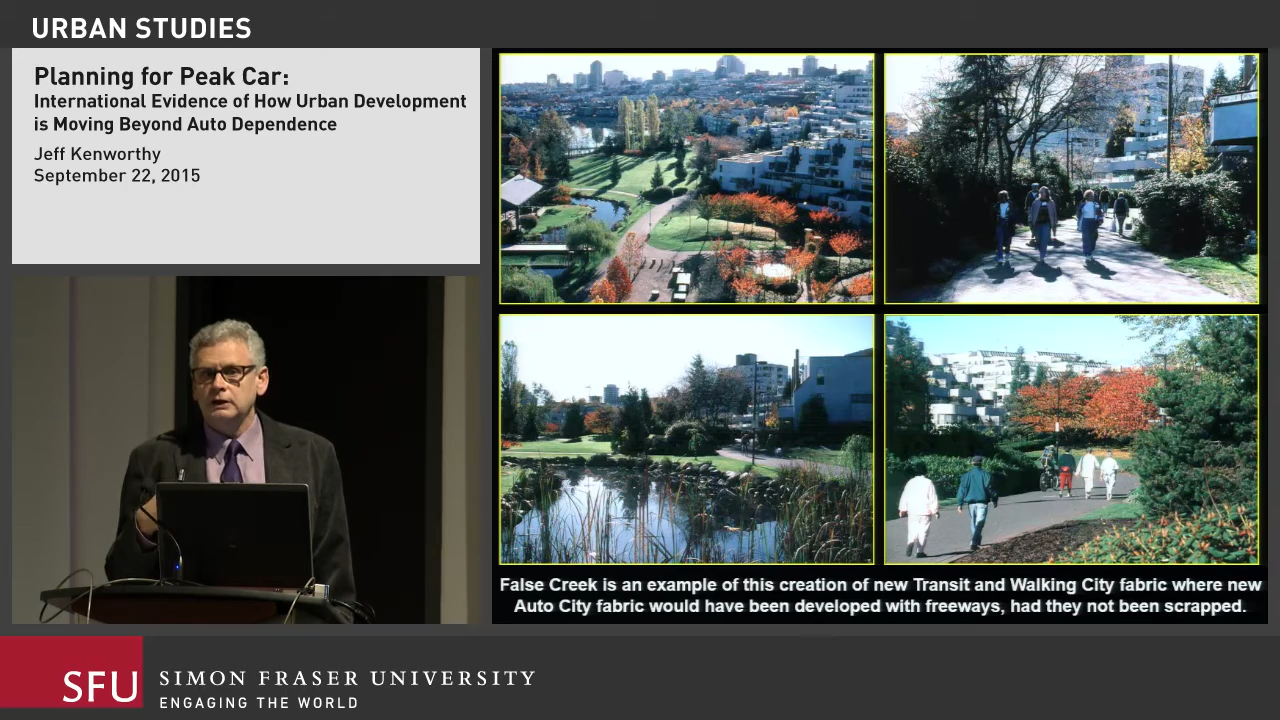 URBAN STUDIES
Planning for Peak Car:
International Evidence of How Urban Development
is Moving Beyond Auto Dependence
Jeff Kenworthy
September 22, 2015
False Creek is an example of this creation of new Transit and Walking City fabric where new
Auto City fabric would have been developed with freeways, had they not been scrapped.
SFU
SIMON FRASER UNIVERSITY
ENGAGING THE WORLD